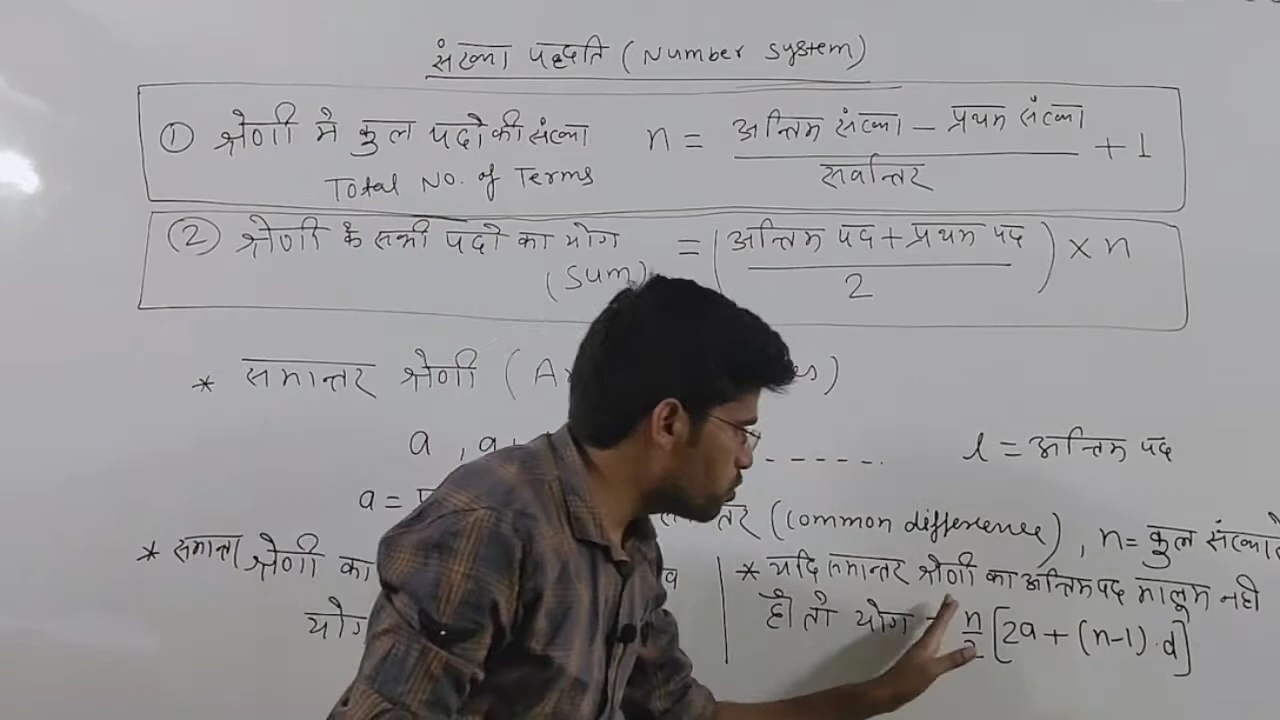 संख्या पद्धति (Number System)
① श्रेणी में कुल पदों की संख्या n = अन्तिम संख्या - प्रथम संख्या / सर्वान्तर + 1
Total No. of Terms
② श्रेणी के सभी पदों का योग = (अन्तिम पद + प्रथम पद / 2) × n
(Sum)
* समान्तर श्रेणी (A
a , a+ - - - - - - l = अन्तिम पद
a = (common difference), n = कुल संख्या
* समान्तर श्रेणी का
योग
* यदि समान्तर श्रेणी का अन्तिम पद मालूम नही
हो तो योग = n/2 [2a + (n-1).d]